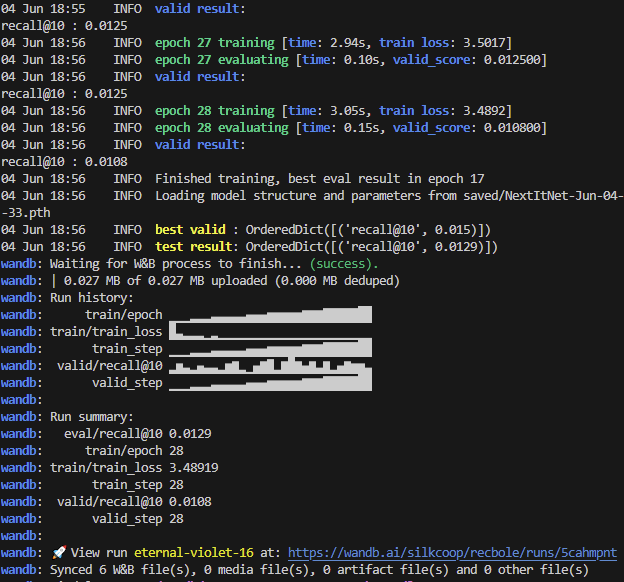 04 Jun 18:55    INFO  valid result:
recall@10 : 0.0125
04 Jun 18:56    INFO  epoch 27 training [time: 2.94s, train loss: 3.5017]
04 Jun 18:56    INFO  epoch 27 evaluating [time: 0.10s, valid_score: 0.012500]
04 Jun 18:56    INFO  valid result:
recall@10 : 0.0125
04 Jun 18:56    INFO  epoch 28 training [time: 3.05s, train loss: 3.4892]
04 Jun 18:56    INFO  epoch 28 evaluating [time: 0.15s, valid_score: 0.010800]
04 Jun 18:56    INFO  valid result:
recall@10 : 0.0108
04 Jun 18:56    INFO  Finished training, best eval result in epoch 17
04 Jun 18:56    INFO  Loading model structure and parameters from saved/NextItNet-Jun-04-
-33.pth
04 Jun 18:56    INFO  best valid : OrderedDict([('recall@10', 0.015)])
04 Jun 18:56    INFO  test result: OrderedDict([('recall@10', 0.0129)])
wandb: Waiting for W&B process to finish... (success).
wandb: | 0.027 MB of 0.027 MB uploaded (0.000 MB deduped)
wandb: Run history:
wandb:       train/epoch
wandb:  train/train_loss
wandb:        train_step
wandb:   valid/recall@10
wandb:        valid_step
wandb:
wandb: Run summary:
wandb:    eval/recall@10 0.0129
wandb:       train/epoch 28
wandb:  train/train_loss 3.48919
wandb:        train_step 28
wandb:   valid/recall@10 0.0108
wandb:        valid_step 28
wandb:
wandb: 🚀 View run eternal-violet-16 at: https://wandb.ai/silkcoop/recbole/runs/5cahmpnt
wandb: Synced 6 W&B file(s), 0 media file(s), 0 artifact file(s) and 0 other file(s)